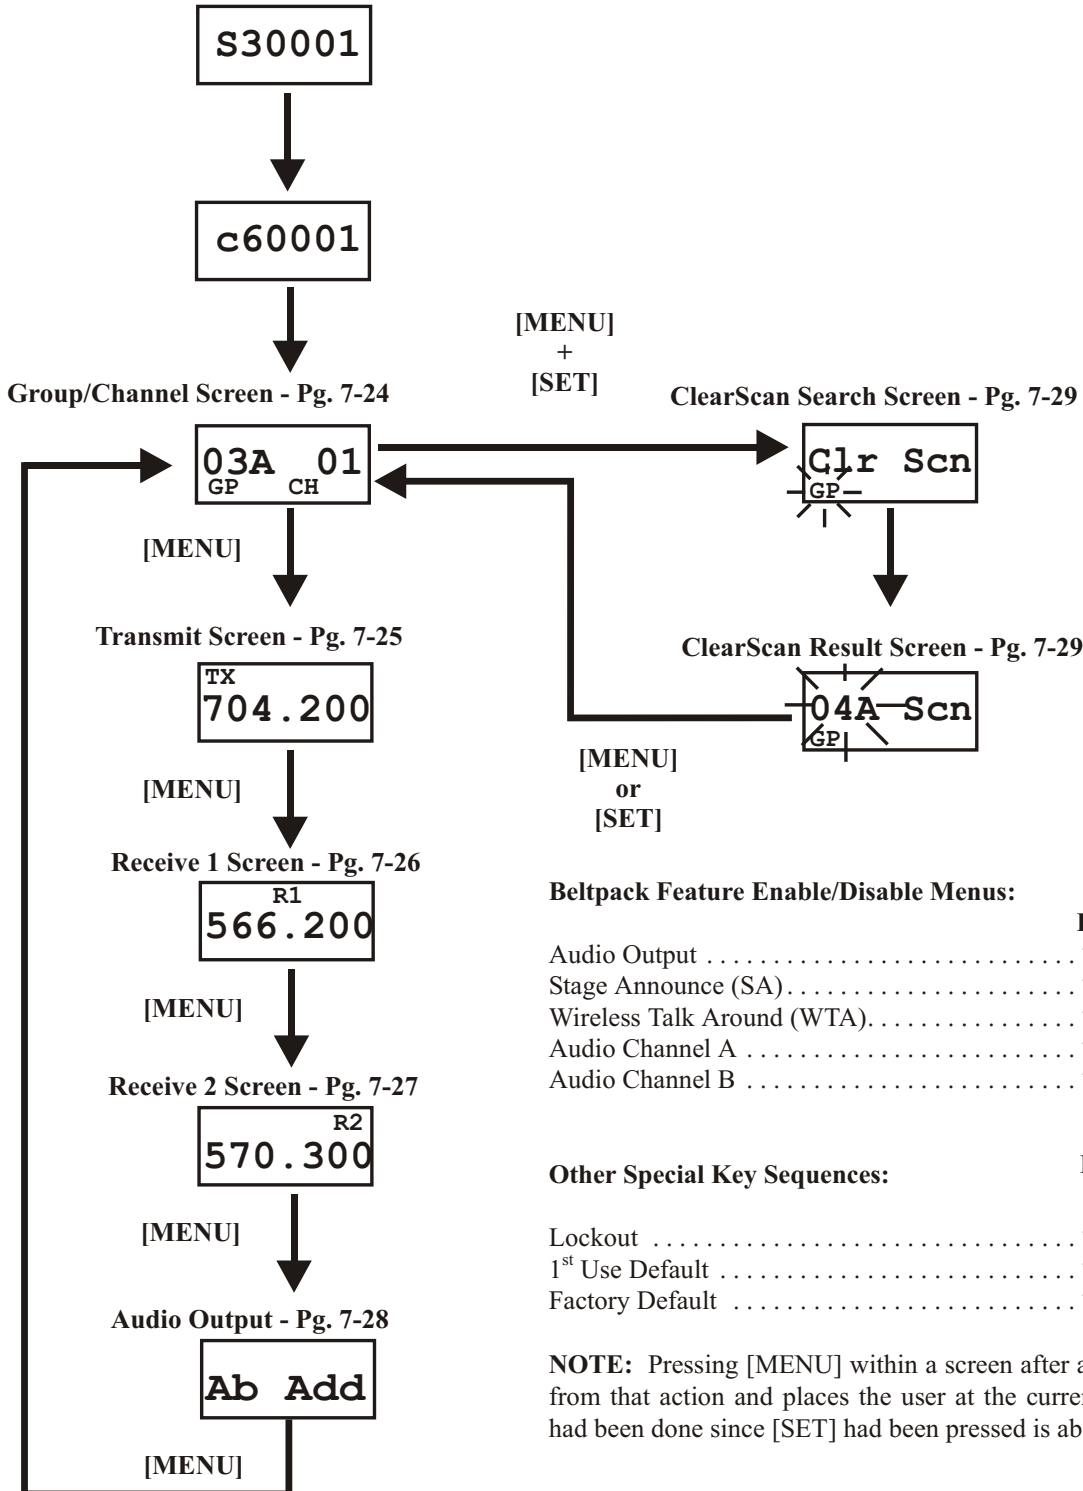 S30001
c60001
[MENU]
+
[SET]
Group/Channel Screen - Pg. 7-24
03A 01
GP CH
ClearScan Search Screen - Pg. 7-29
Clr Scn
GP
[MENU]
Transmit Screen - Pg. 7-25
TX
704.200
ClearScan Result Screen - Pg. 7-29
04A Scn
GP
[MENU]
or
[SET]
[MENU]
Receive 1 Screen - Pg. 7-26
R1
566.200
[MENU]
Receive 2 Screen - Pg. 7-27
R2
570.300
[MENU]
Audio Output - Pg. 7-28
Ab Add
[MENU]
Beltpack Feature Enable/Disable Menus:
Audio Output . . . . . . . . . . . . . . . . . . . . . . . . . . . .
Stage Announce (SA) . . . . . . . . . . . . . . . . . . . . . .
Wireless Talk Around (WTA). . . . . . . . . . . . . . . .
Audio Channel A . . . . . . . . . . . . . . . . . . . . . . . . .
Audio Channel B . . . . . . . . . . . . . . . . . . . . . . . . .
Other Special Key Sequences:
Lockout . . . . . . . . . . . . . . . . . . . . . . . . . . . . . . . .
1st Use Default . . . . . . . . . . . . . . . . . . . . . . . . . . .
Factory Default . . . . . . . . . . . . . . . . . . . . . . . . . .
NOTE: Pressing [MENU] within a screen after
from that action and places the user at the
had been done since [SET] had been pressed is